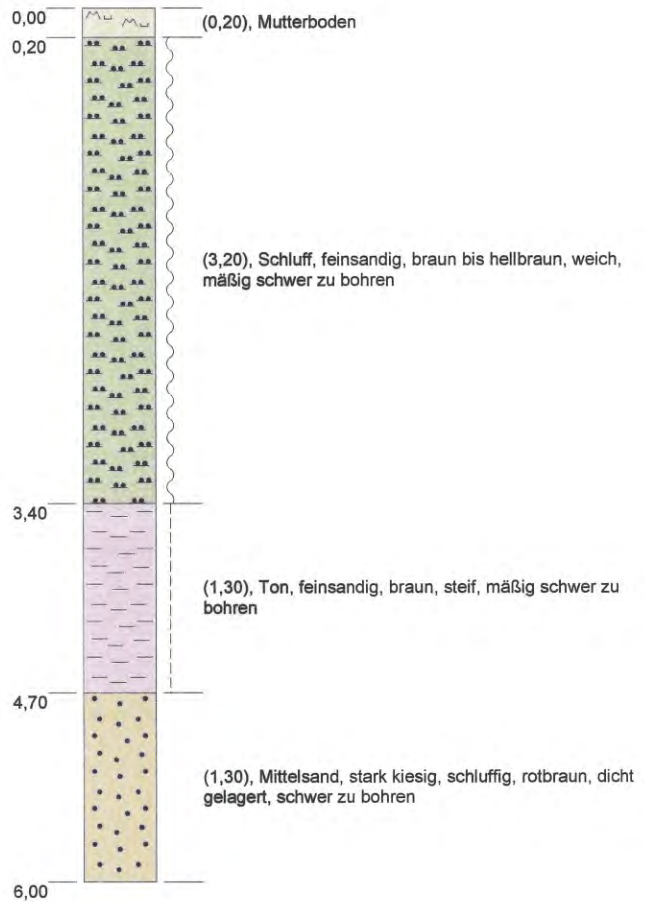 0,00
(0,20), Mutterboden
0,20
(3,20), Schluff, feinsandig, braun bis hellbraun, weich,
mäßig schwer zu bohren
3,40
(1,30), Ton, feinsandig, braun, steif, mäßig schwer zu
bohren
4,70
(1,30), Mittelsand, stark kiesig, schluffig, rotbraun, dicht
gelagert, schwer zu bohren
6,00